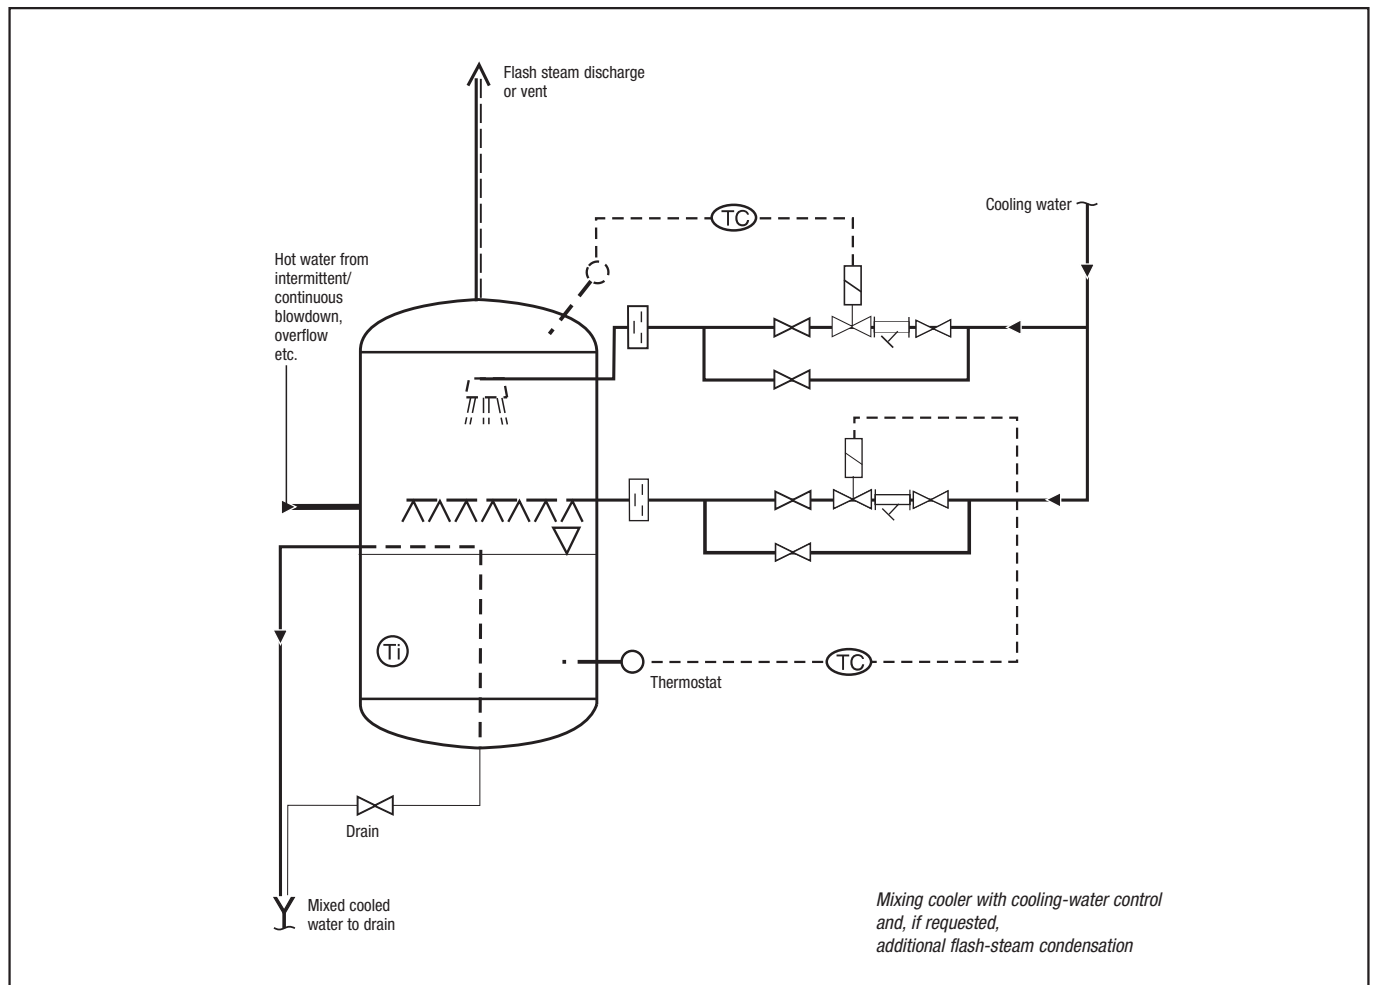 Flash steam discharge
or vent
TC
Cooling water
Hot water from
intermittent/
continuous
blowdown,
overflow
etc.
Ti
TC
Thermostat
Drain
Mixed cooled
water to drain
Mixing cooler with cooling-water control
and, if requested,
additional flash-steam condensation